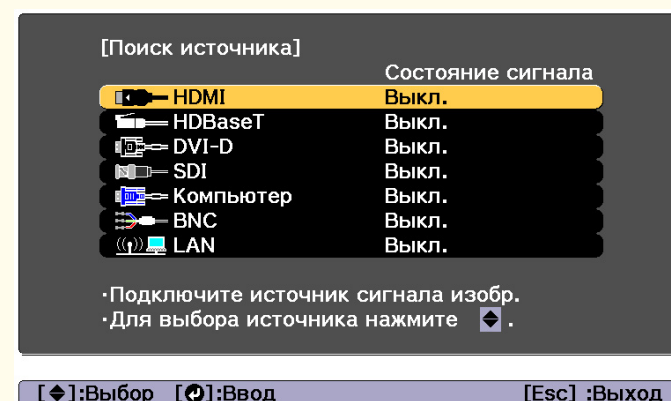 [Поиск источника]
Состояние сигнала
HDMI Выкл.
HDBaseT Выкл.
DVI-D Выкл.
SDI Выкл.
Компьютер Выкл.
BNC Выкл.
LAN Выкл.
·Подключите источник сигнала изобр.
·Для выбора источника нажмите .
[ ]:Выбор [ ]:Ввод [Esc] :Выход